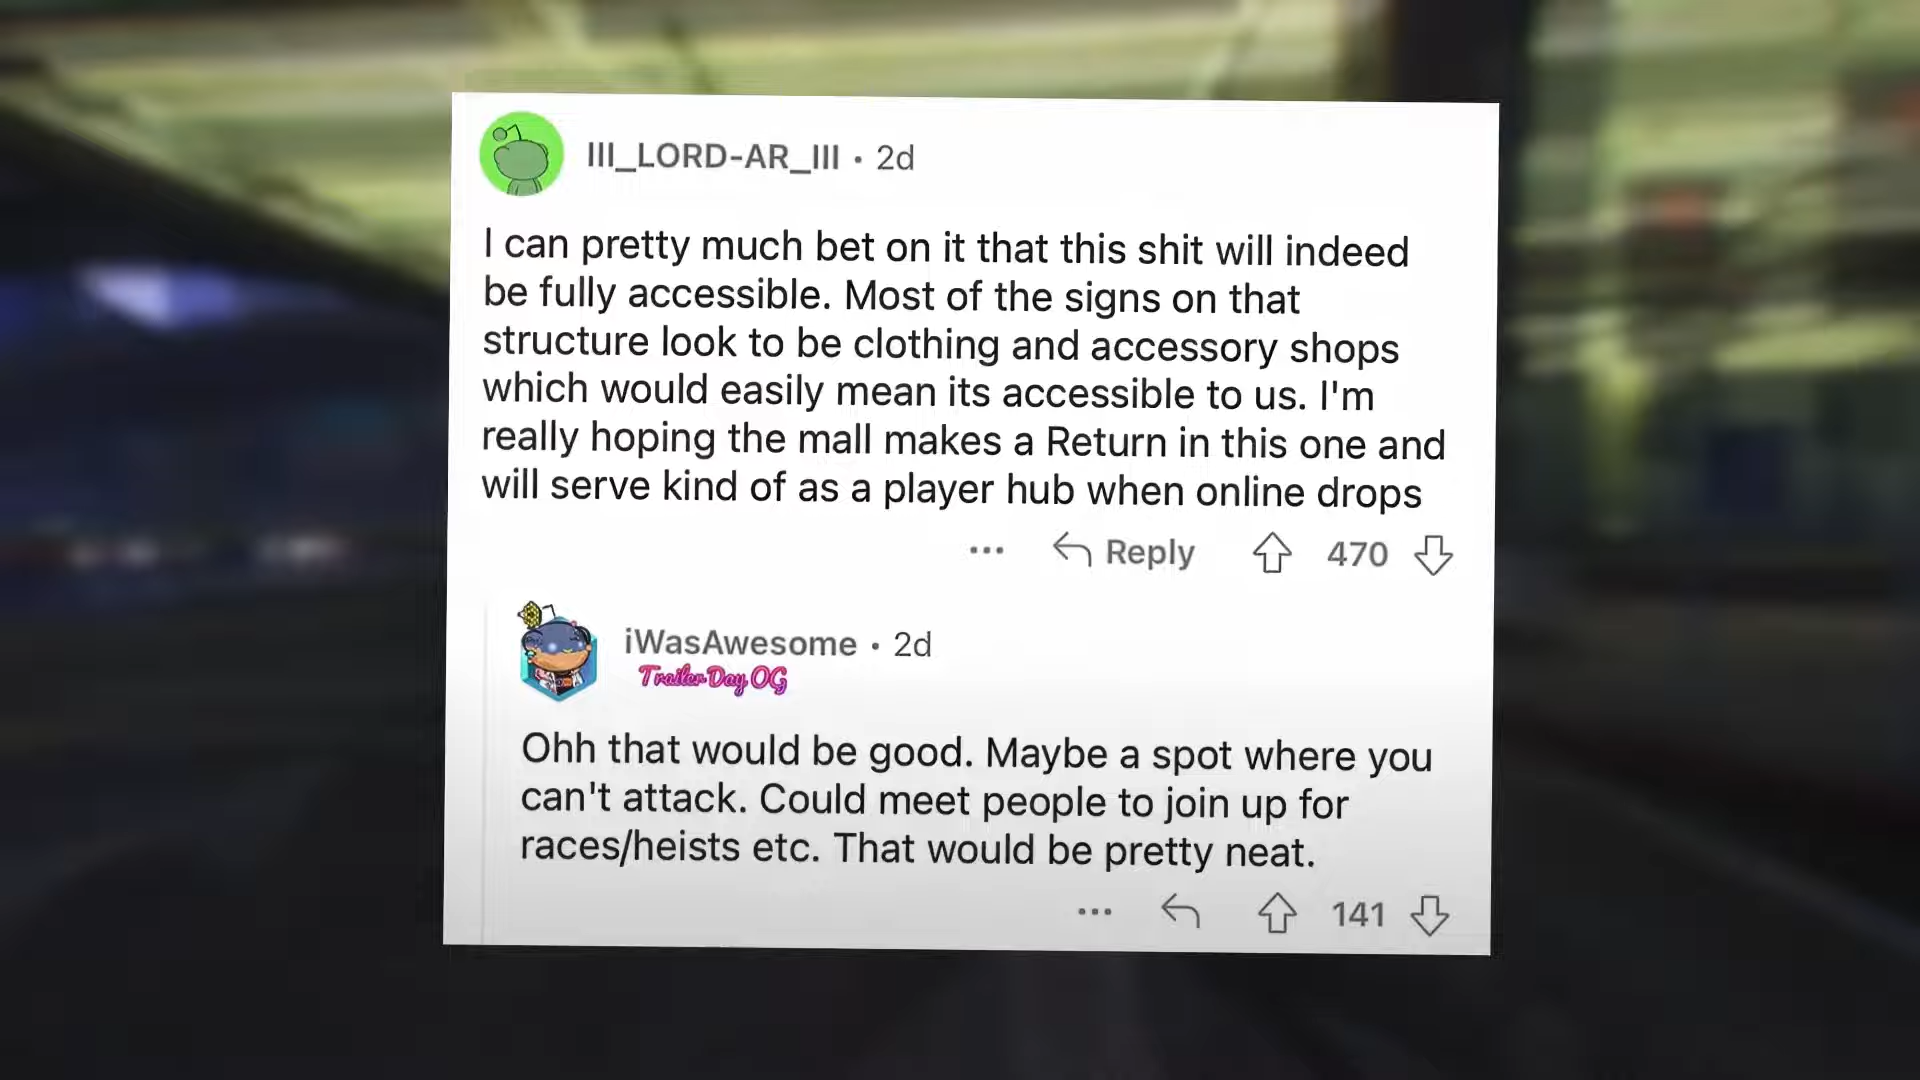 III_LORD-AR_III • 2d
I can pretty much bet on it that this shit will indeed
be fully accessible. Most of the signs on that
structure look to be clothing and accessory shops
which would easily mean its accessible to us. I'm
really hoping the mall makes a Return in this one and
will serve kind of as a player hub when online drops
... Reply 470
iWasAwesome • 2d
Trailer Day OG
Ohh that would be good. Maybe a spot where you
can't attack. Could meet people to join up for
races/heists etc. That would be pretty neat.
... 141